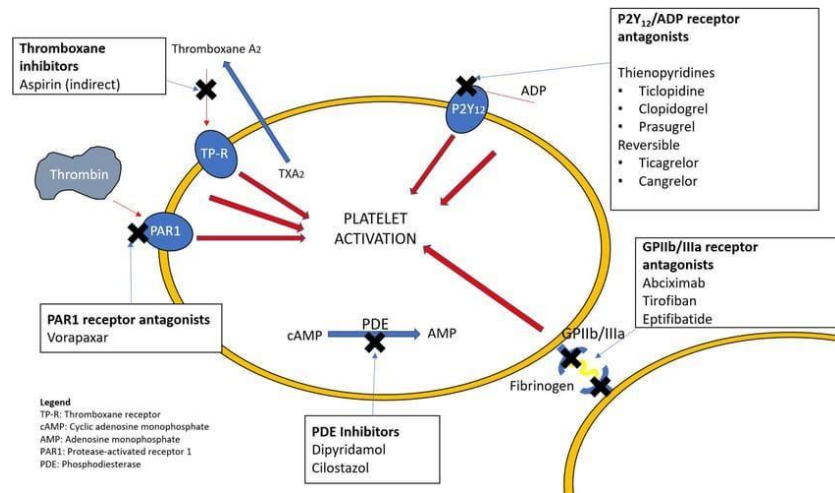 Thromboxane
inhibitors
Aspirin (indirect)
Thromboxane A2
P2Y12/ADP receptor
antagonists
Thienopyridines
• Ticlopidine
• Clopidogrel
• Prasugrel
Reversible
• Ticagrelor
• Cangrelor
ADP
P2Y12
TP-R
TXA2
Thrombin
PAR1
PLATELET
ACTIVATION
GPIIb/IIIa receptor
antagonists
Abciximab
Tirofiban
Eptifibatide
PAR1 receptor antagonists
Vorapaxar
PDE
cAMP
AMP
GPIIb/IIIa
Fibrinogen
Legend
TP-R: Thromboxane receptor
cAMP: Cyclic adenosine monophosphate
AMP: Adenosine monophosphate
PAR1: Protease-activated receptor 1
PDE: Phosphodiesterase
PDE Inhibitors
Dipyridamol
Cilostazol